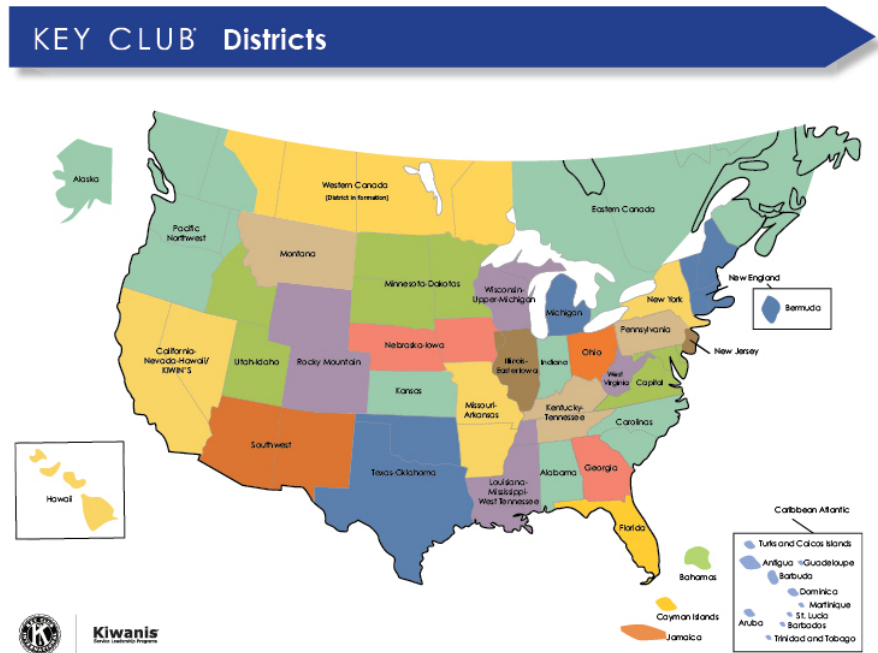 KEY CLUB® Districts
Alaska
Western Canada
(District in formation)
Eastern Canada
Pacific
Northwest
Montana
Minnesota-Dakotas
Wisconsin-
Upper-Michigan
Michigan
New York
New England
Bermuda
Pennsylvania
New Jersey
California-
Nevada-Hawaii/
KIWIN'S
Utah-Idaho
Rocky Mountain
Nebraska-Iowa
Kansas
Illinois-
Eastern Iowa
Indiana
Ohio
West
Virginia
Capital
Missouri-
Arkansas
Kentucky-
Tennessee
Carolinas
Southwest
Texas-Oklahoma
Louisiana-
Mississippi-
West Tennessee
Alabama
Georgia
Florida
Hawaii
Bahamas
Cayman Islands
Jamaica
Caribbean Atlantic
Turks and Caicos Islands
Antigua
Guadeloupe
Barbuda
Dominica
Martinique
St. Lucia
Aruba
Barbados
Trinidad and Tobago
K
Kiwanis
Service Leadership Programs